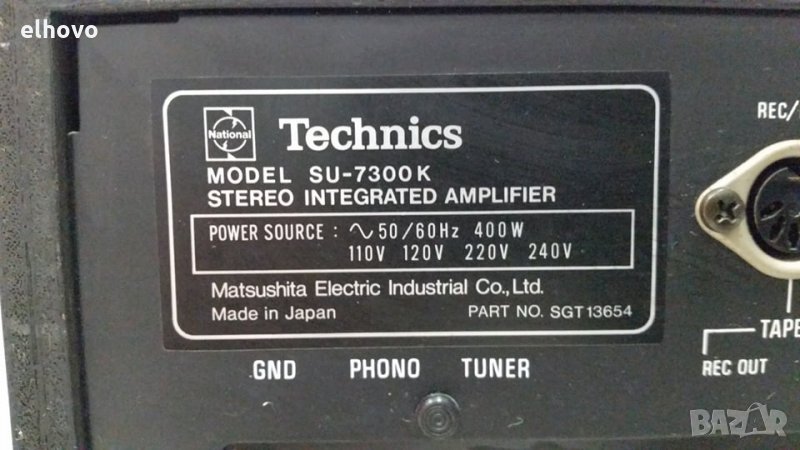 elhovo
National
Technics
MODEL SU-7300K
STEREO INTEGRATED AMPLIFIER
POWER SOURCE : ∿ 50/60Hz 400W
110V 120V 220V 240V
Matsushita Electric Industrial Co., Ltd.
Made in Japan PART NO. SGT13654
GND PHONO TUNER
REC/
TAPE
REC OUT
BAZAR